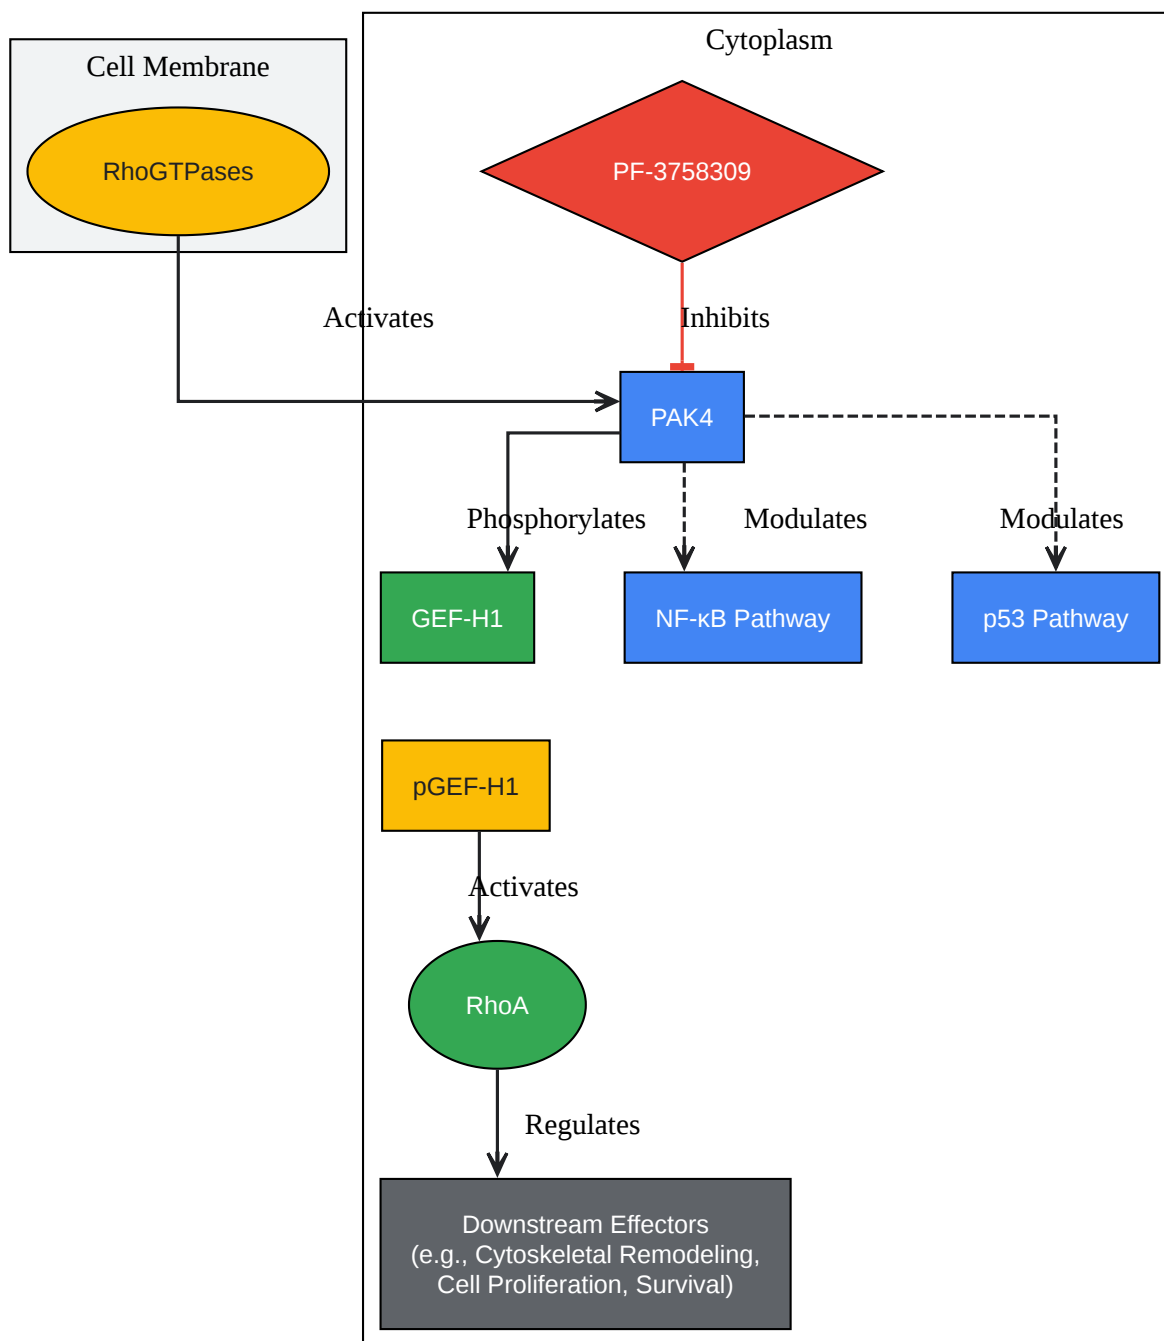 Cytoplasm
Cell Membrane
RhoGTPases
PF-3758309
Activates
Inhibits
PAK4
Phosphorylates
Modulates
Modulates
GEF-H1
NF-κB Pathway
p53 Pathway
pGEF-H1
Activates
RhoA
Regulates
Downstream Effectors
(e.g., Cytoskeletal Remodeling,
Cell Proliferation, Survival)